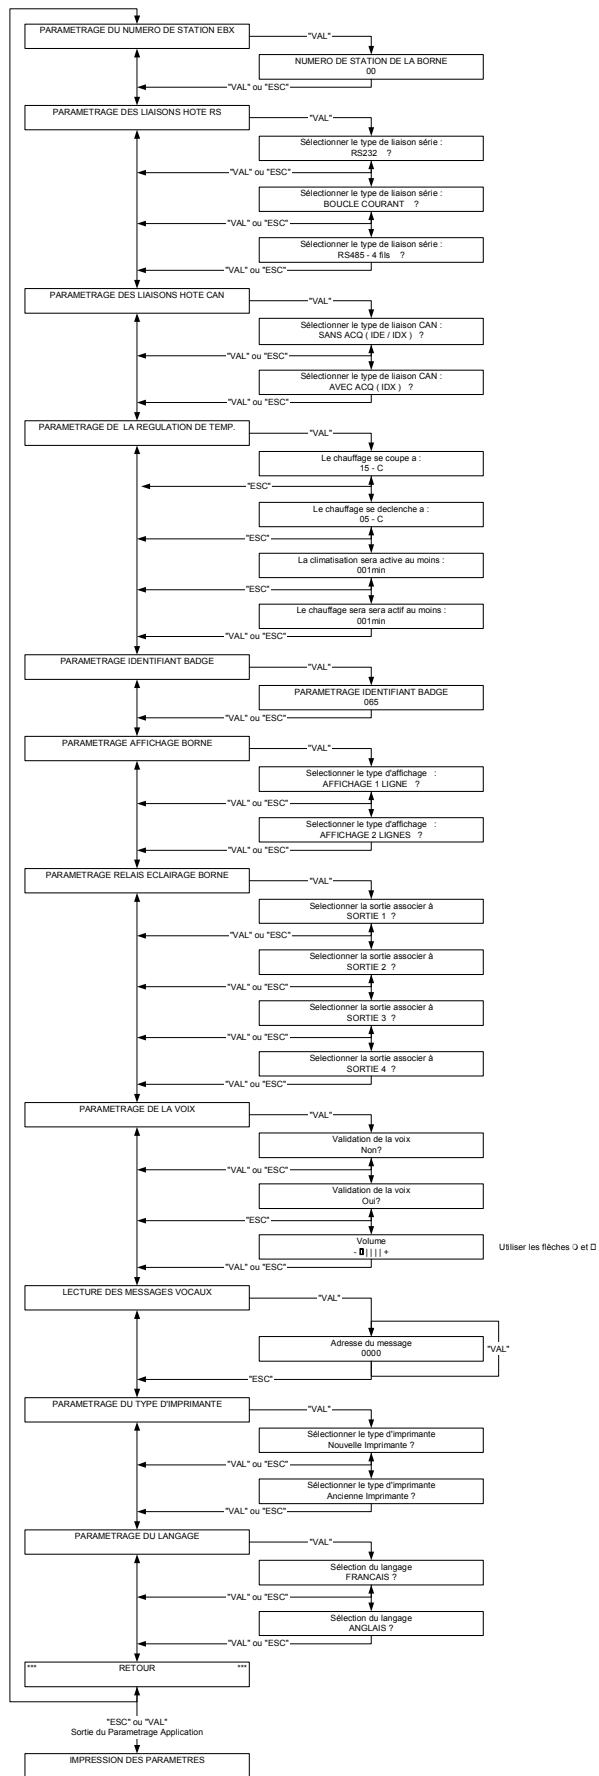 PARAMETRAGE DU NUMERO DE STATION EBX
"VAL"
NUMERO DE STATION DE LA BORNE
00
"VAL" ou "ESC"
PARAMETRAGE DES LIAISONS HOTE RS
"VAL"
Sélectionner le type de liaison série :
RS232 ?
"VAL" ou "ESC"
Sélectionner le type de liaison série :
BOUCLE COURANT ?
"VAL" ou "ESC"
Sélectionner le type de liaison série :
RS485 - 4 fils ?
"VAL" ou "ESC"
PARAMETRAGE DES LIAISONS HOTE CAN
"VAL"
Sélectionner le type de liaison CAN :
SANS ACQ ( IDE / IDX ) ?
"VAL" ou "ESC"
Sélectionner le type de liaison CAN :
AVEC ACQ ( IDX ) ?
"VAL" ou "ESC"
PARAMETRAGE DE LA REGULATION DE TEMP.
"VAL"
Le chauffage se coupe a :
15 - C
"ESC"
Le chauffage se declenche a :
05 - C
"ESC"
La climatisation sera active au moins :
001min
"ESC"
Le chauffage sera sera actif au moins :
001min
"VAL" ou "ESC"
PARAMETRAGE IDENTIFIANT BADGE
"VAL"
PARAMETRAGE IDENTIFIANT BADGE
065
"VAL" ou "ESC"
PARAMETRAGE AFFICHAGE BORNE
"VAL"
Selectionner le type d'affichage :
AFFICHAGE 1 LIGNE ?
"VAL" ou "ESC"
Selectionner le type d'affichage :
AFFICHAGE 2 LIGNES ?
"VAL" ou "ESC"
PARAMETRAGE RELAIS ECLAIRAGE BORNE
"VAL"
Selectionner la sortie associer à
SORTIE 1 ?
"VAL" ou "ESC"
Selectionner la sortie associer à
SORTIE 2 ?
"VAL" ou "ESC"
Selectionner la sortie associer à
SORTIE 3 ?
"VAL" ou "ESC"
Selectionner la sortie associer à
SORTIE 4 ?
"VAL" ou "ESC"
PARAMETRAGE DE LA VOIX
"VAL"
Validation de la voix
Non?
"VAL" ou "ESC"
Validation de la voix
Oui?
"ESC"
Volume
- ▯||||| +
Utiliser les flèches ❍ et □
"VAL" ou "ESC"
LECTURE DES MESSAGES VOCAUX
"VAL"
Adresse du message
0000
"VAL"
"ESC"
PARAMETRAGE DU TYPE D'IMPRIMANTE
"VAL"
Sélectionner le type d'imprimante
Nouvelle Imprimante ?
"VAL" ou "ESC"
Sélectionner le type d'imprimante
Ancienne Imprimante ?
"VAL" ou "ESC"
PARAMETRAGE DU LANGAGE
"VAL"
Sélection du langage
FRANCAIS ?
"VAL" ou "ESC"
Sélection du langage
ANGLAIS ?
"VAL" ou "ESC"
*** RETOUR ***
"ESC" ou "VAL"
Sortie du Parametrage Application
IMPRESSION DES PARAMETRES